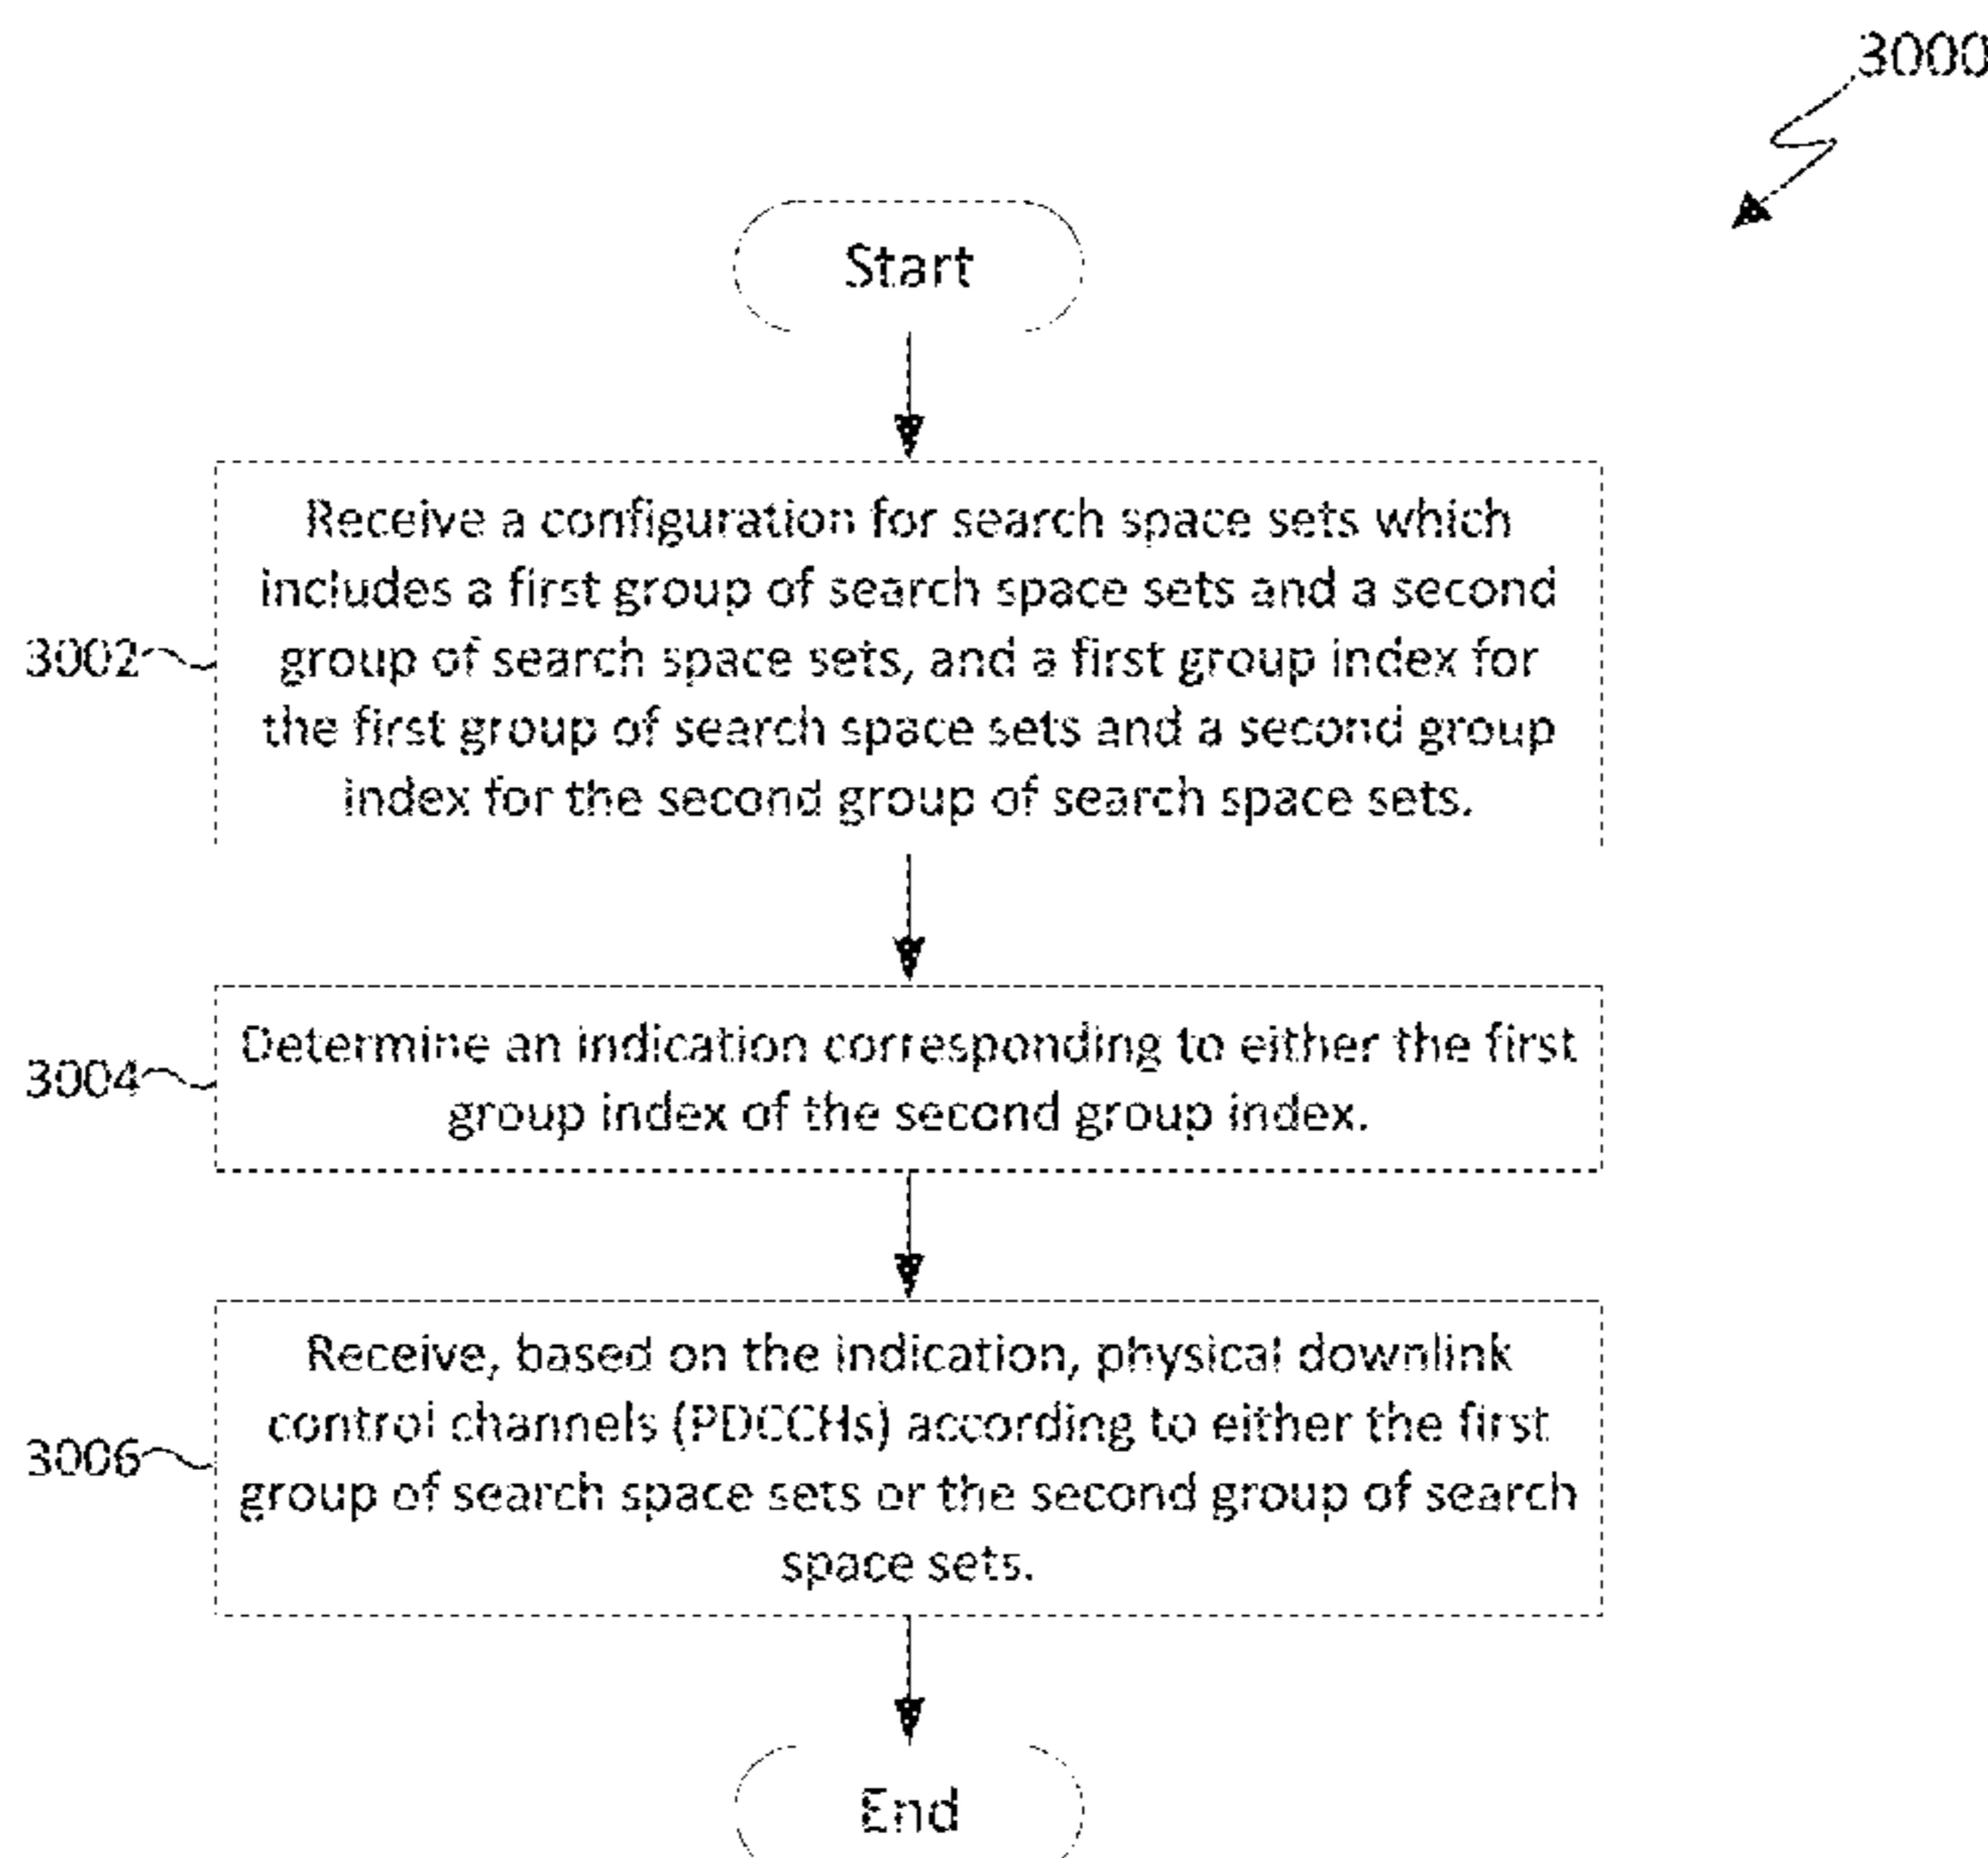 3000
Start
Receive a configuration for search space sets which
includes a first group of search space sets and a second
group of search space sets, and a first group index for
the first group of search space sets and a second group
index for the second group of search space sets.
3002
Determine an indication corresponding to either the first
group index of the second group index.
3004
Receive, based on the indication, physical downlink
control channels (PDCCHs) according to either the first
group of search space sets or the second group of search
space sets.
3006
End